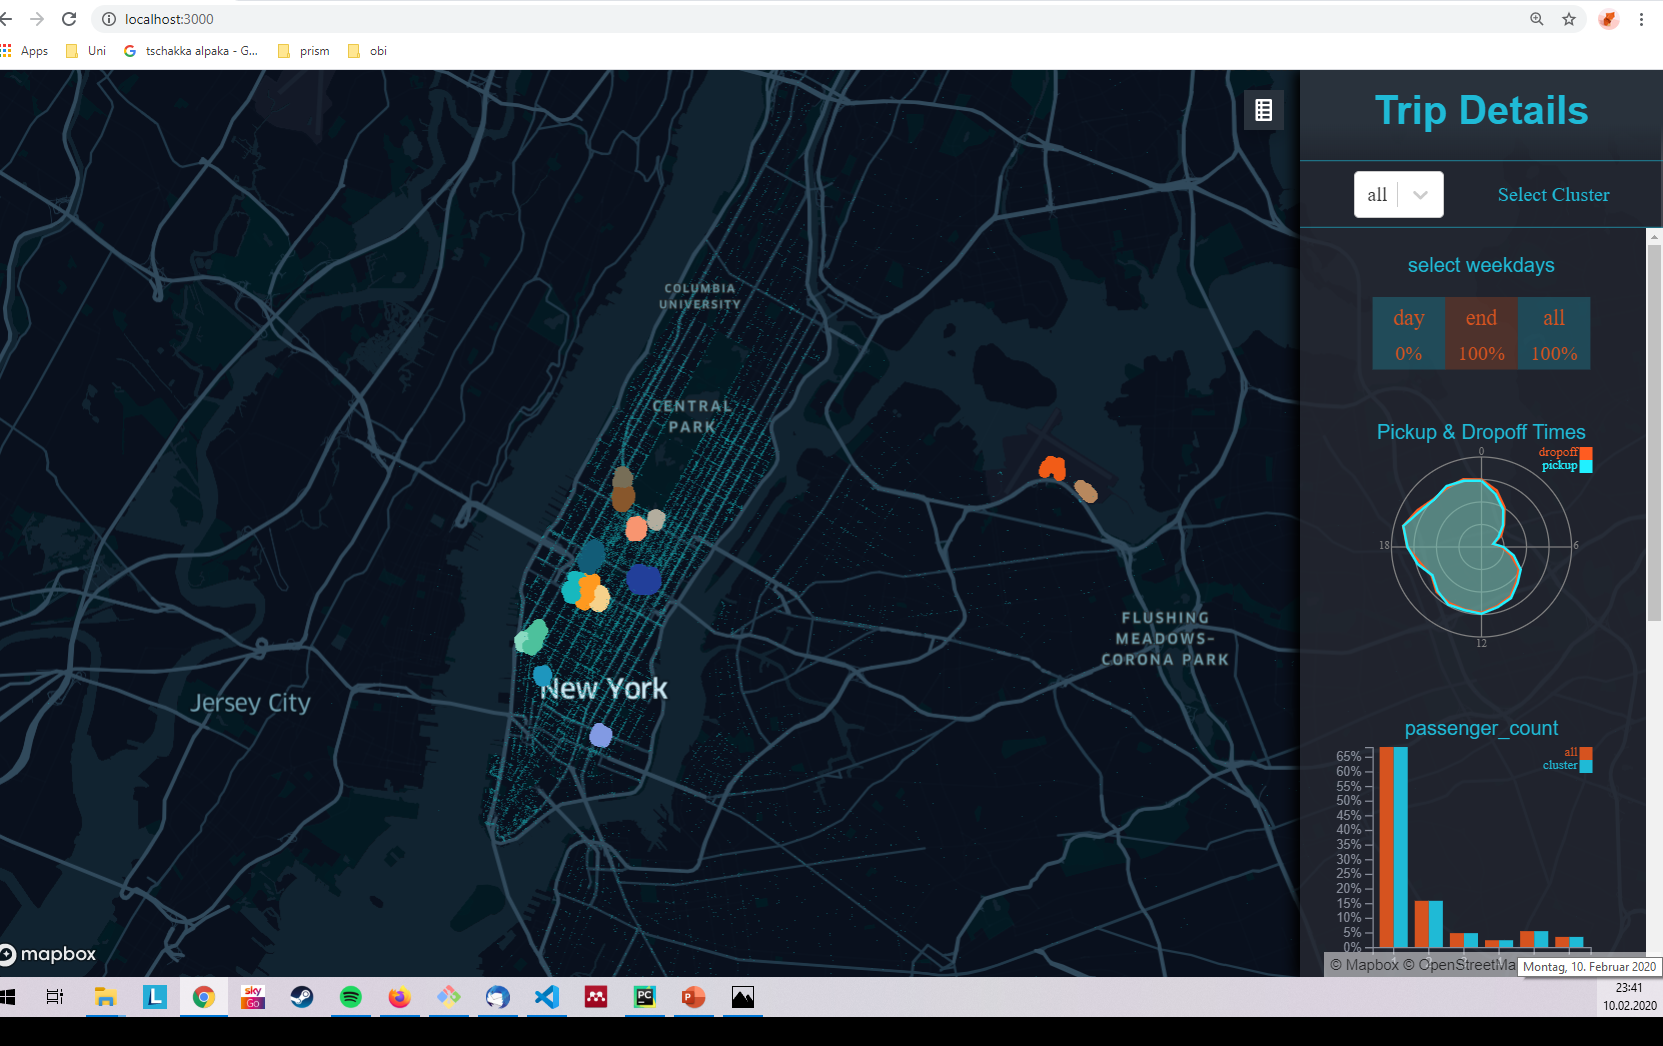 localhost:3000
Apps
Uni
tschakka alpaka - G...
prism
obi
COLUMBIA
UNIVERSITY
CENTRAL
PARK
FLUSHING
MEADOWS–
CORONA PARK
New York
Jersey City
mapbox
Trip Details
all
Select Cluster
select weekdays
day end all
0% 100% 100%
Pickup & Dropoff Times
dropoff
pickup
0
18
6
12
passenger_count
all
cluster
65%
60%
55%
50%
45%
40%
35%
30%
25%
20%
15%
10%
5%
0%
© Mapbox © OpenStreetMa
Montag, 10. Februar 2020
L
sky
Go
PC
P
23:41
10.02.2020